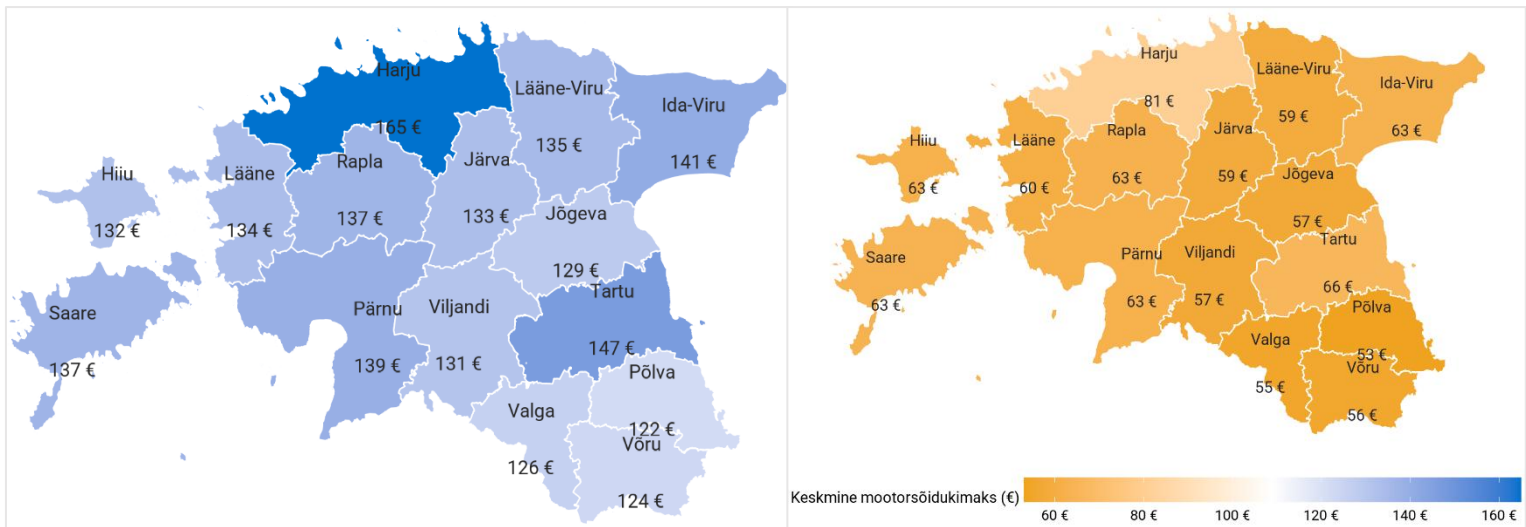 Harju
165 €
Lääne-Viru
135 €
Ida-Viru
141 €
Hiiu
132 €
Lääne
134 €
Rapla
137 €
Järva
133 €
Jõgeva
129 €
Tartu
147 €
Saare
137 €
Pärnu
139 €
Viljandi
131 €
Valga
126 €
Põlva
122 €
Võru
124 €
Harju
81 €
Lääne-Viru
59 €
Ida-Viru
63 €
Hiiu
63 €
Lääne
60 €
Rapla
63 €
Järva
59 €
Jõgeva
57 €
Tartu
66 €
Saare
63 €
Pärnu
63 €
Viljandi
57 €
Valga
55 €
Põlva
53 €
Võru
56 €
Keskmine mootorsõidukimaks (€)
60 € 80 € 100 € 120 € 140 € 160 €